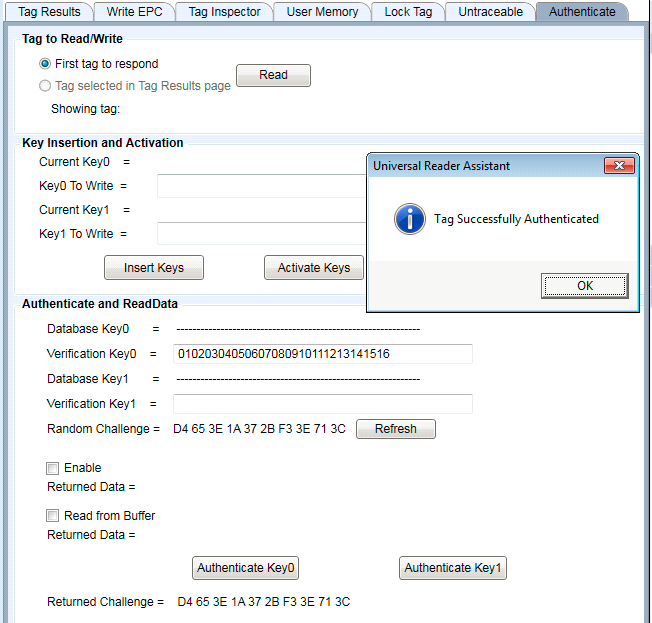 Tag Results Write EPC Tag Inspector User Memory Lock Tag Untraceable Authenticate
Tag to Read/Write
First tag to respond
Read
Tag selected in Tag Results page
Showing tag:
Key Insertion and Activation
Current Key0 =
Key0 To Write =
Current Key1 =
Key1 To Write =
Insert Keys Activate Keys
Universal Reader Assistant
Tag Successfully Authenticated
OK
Authenticate and ReadData
Database Key0 = -------------------------------------------------------------
Verification Key0 = 01020304050607080910111213141516
Database Key1 = -------------------------------------------------------------
Verification Key1 =
Random Challenge = D4 65 3E 1A 37 2B F3 3E 71 3C Refresh
Enable
Returned Data =
Read from Buffer
Returned Data =
Authenticate Key0 Authenticate Key1
Returned Challenge = D4 65 3E 1A 37 2B F3 3E 71 3C